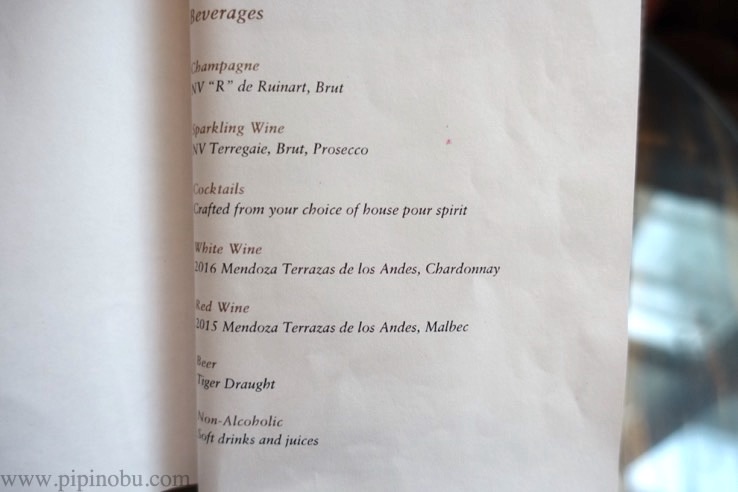 Beverages
Champagne
NV “R” de Ruinart, Brut
Sparkling Wine
NV Terregaie, Brut, Prosecco
Cocktails
Crafted from your choice of house pour spirit
White Wine
2016 Mendoza Terrazas de los Andes, Chardonnay
Red Wine
2015 Mendoza Terrazas de los Andes, Malbec
Beer
Tiger Draught
Non-Alcoholic
Soft drinks and juices
www.pipinobu.com